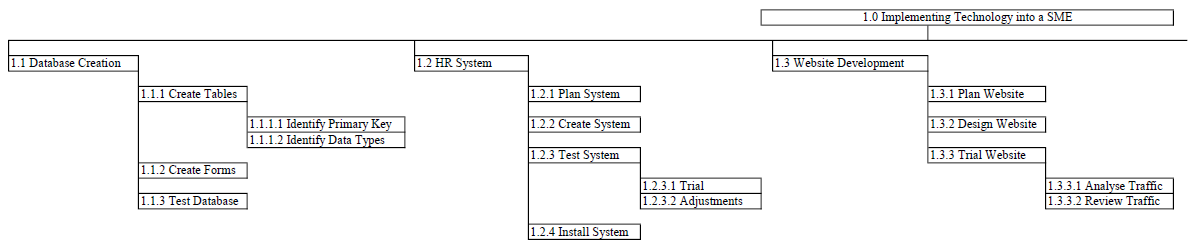 1.0 Implementing Technology into a SME
1.1 Database Creation
1.1.1 Create Tables
1.1.1.1 Identify Primary Key
1.1.1.2 Identify Data Types
1.1.2 Create Forms
1.1.3 Test Database
1.2 HR System
1.2.1 Plan System
1.2.2 Create System
1.2.3 Test System
1.2.3.1 Trial
1.2.3.2 Adjustments
1.2.4 Install System
1.3 Website Development
1.3.1 Plan Website
1.3.2 Design Website
1.3.3 Trial Website
1.3.3.1 Analyse Traffic
1.3.3.2 Review Traffic